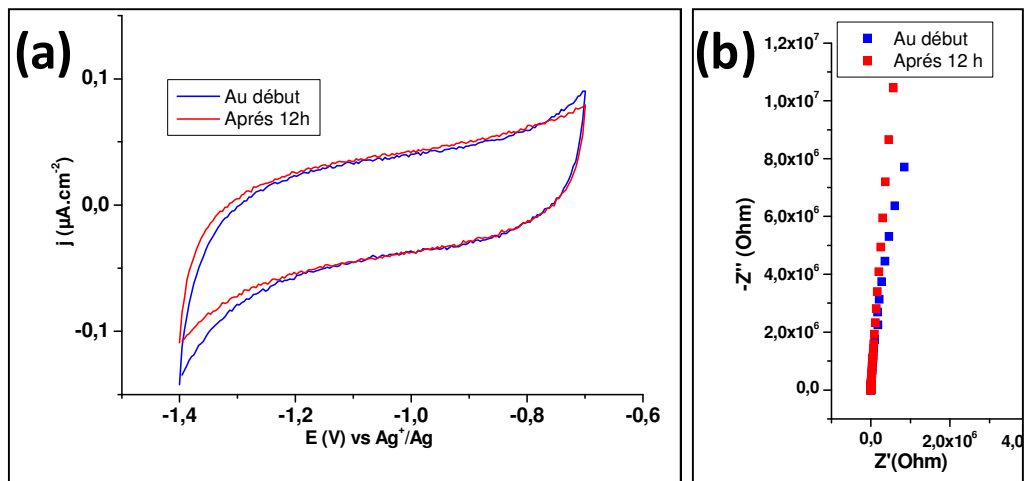 (a)
0,1
0,0
-0,1
j (µA.cm⁻²)
Au début
Aprés 12h
-1,4 -1,2 -1,0 -0,8 -0,6
E (V) vs Ag⁺/Ag
(b)
Au début
Aprés 12 h
1,2x10⁷
1,0x10⁷
8,0x10⁶
6,0x10⁶
4,0x10⁶
2,0x10⁶
0,0
-Z'' (Ohm)
0,0 2,0x10⁶ 4,0
Z'(Ohm)